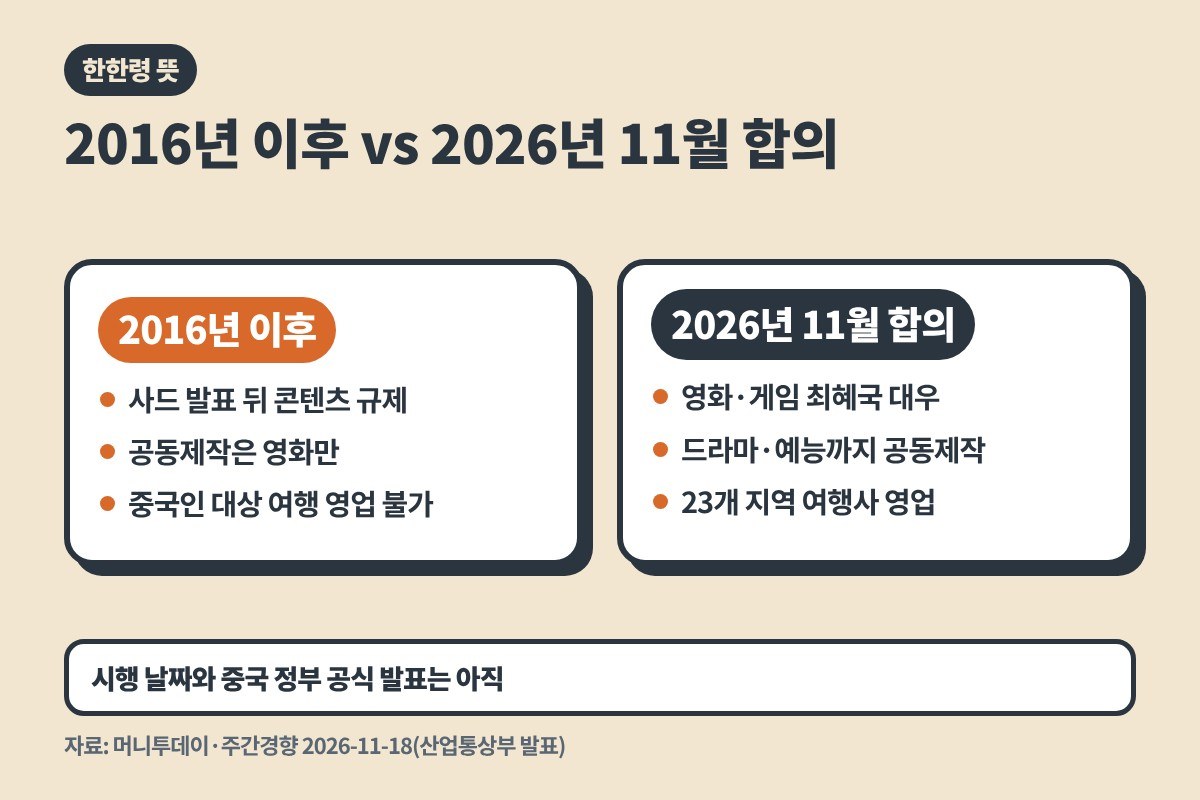 한한령 뜻
2016년 이후 vs 2026년 11월 합의
2016년 이후
사드 발표 뒤 콘텐츠 규제
공동제작은 영화만
중국인 대상 여행 영업 불가
2026년 11월 합의
영화·게임 최혜국 대우
드라마·예능까지 공동제작
23개 지역 여행사 영업
시행 날짜와 중국 정부 공식 발표는 아직
자료: 머니투데이·주간경향 2026-11-18(산업통상부 발표)